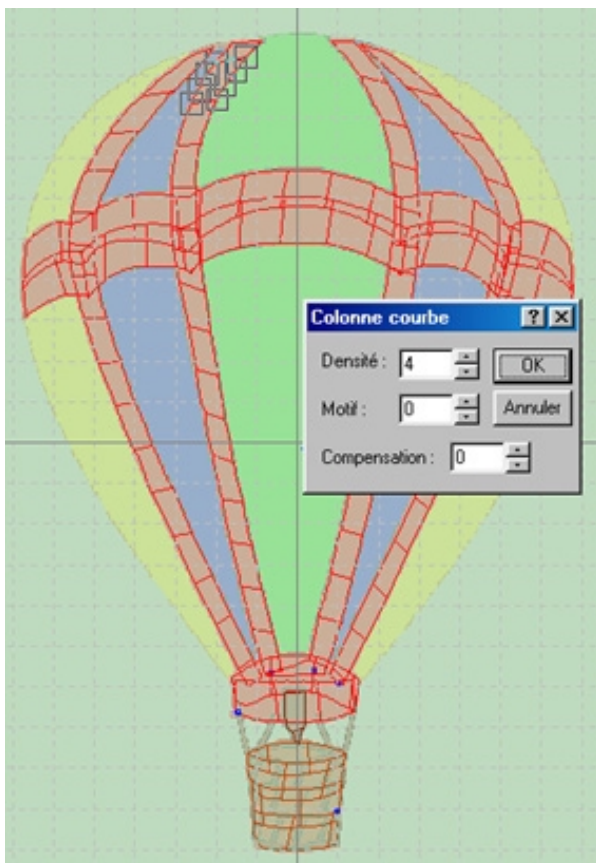 Colonne courbe
Densité : 4 OK
Motif : 0 Annuler
Compensation : 0